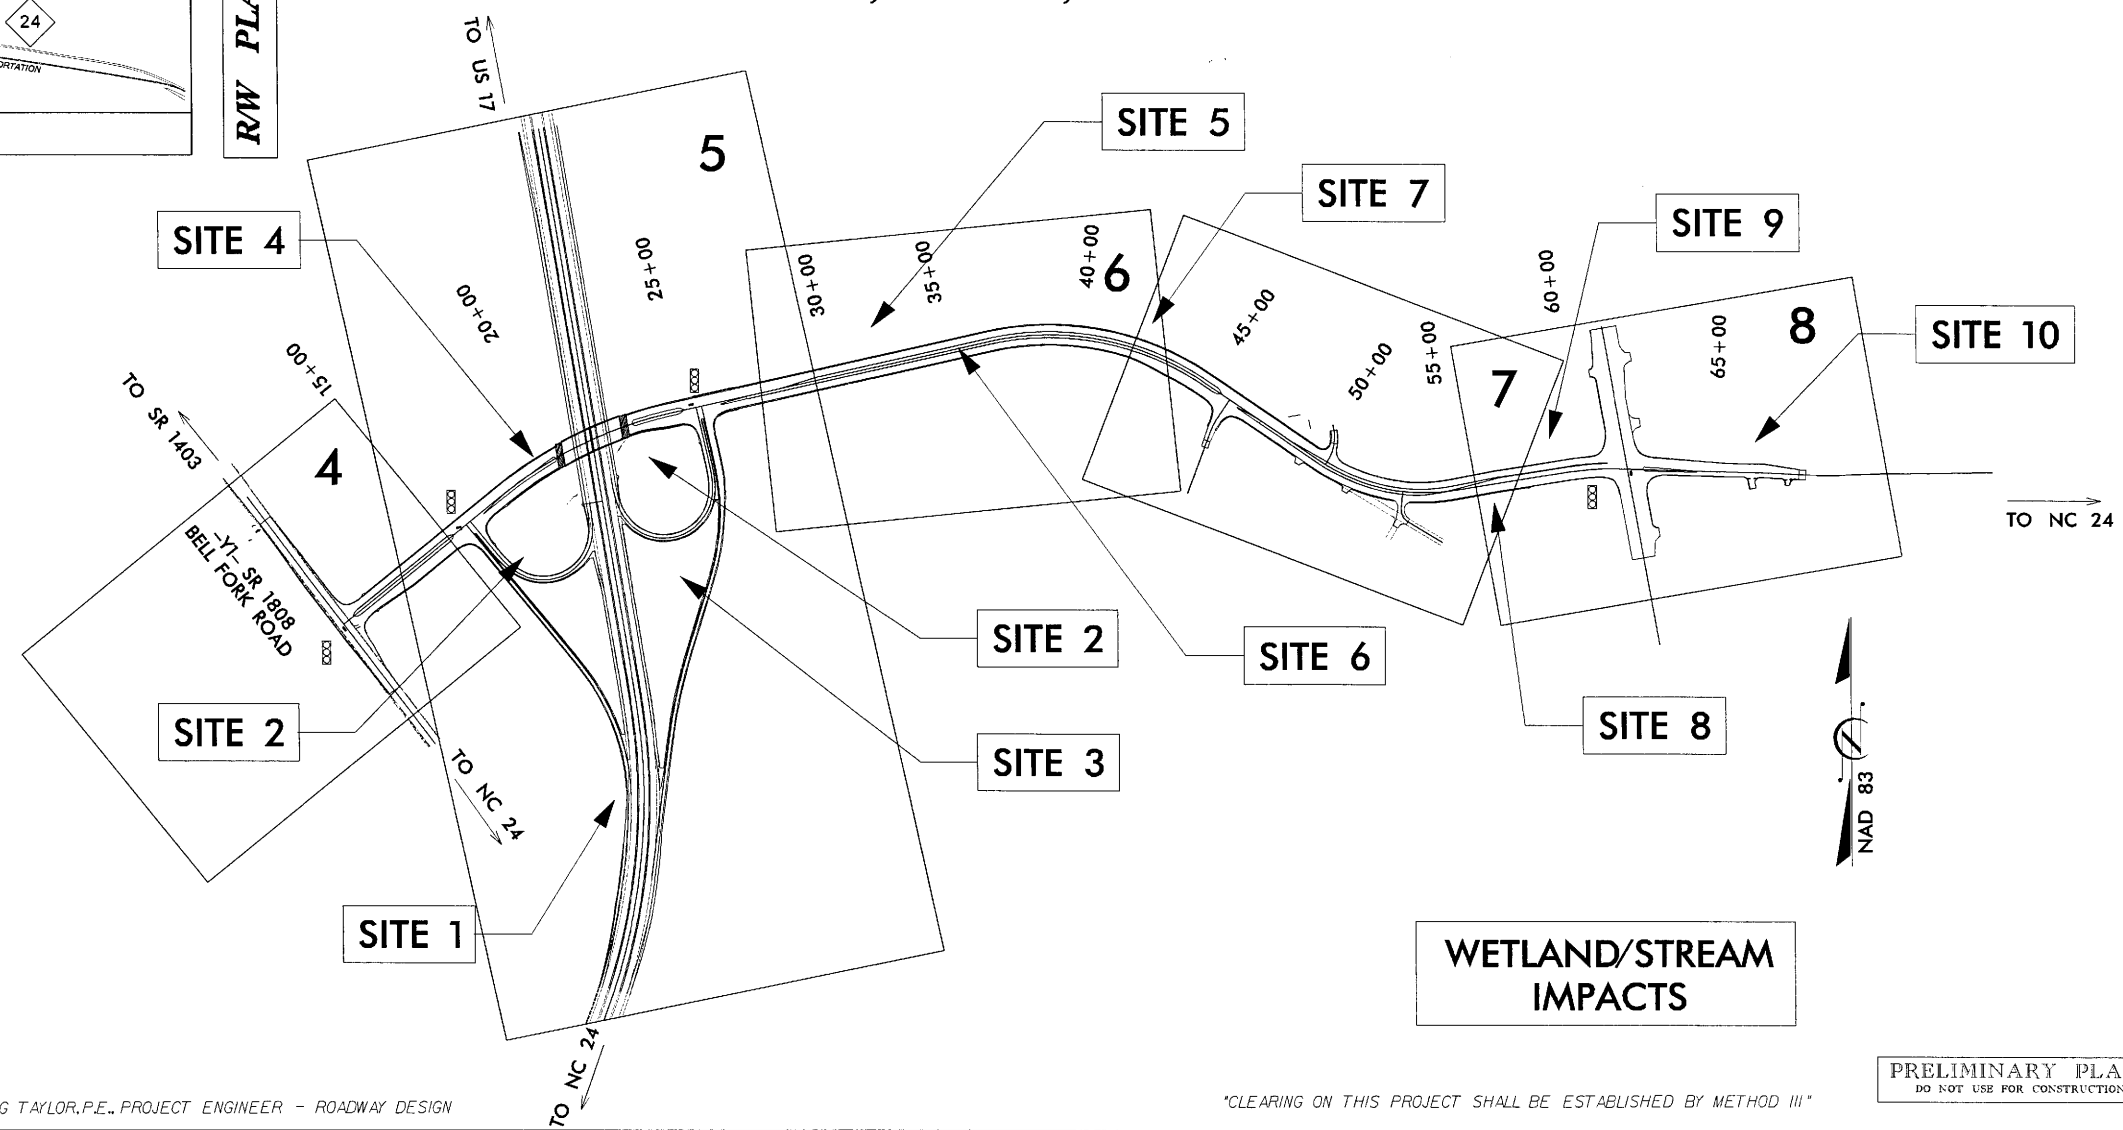 24
R/W PLA
TO US 17
5
SITE 5
SITE 7
SITE 9
SITE 4
25+00
20+00
30+00
35+00
40+00
6
45+00
50+00
55+00
60+00
65+00
8
SITE 10
15+00
7
TO SR 1403
4
-Y1- SR 1808
BELL FORK ROAD
TO NC 24
SITE 2
SITE 6
SITE 2
SITE 3
SITE 8
TO NC 24
NAD 83
SITE 1
WETLAND/STREAM
IMPACTS
TO NC 24
PRELIMINARY PLA
DO NOT USE FOR CONSTRUCTION
G TAYLOR, P.E., PROJECT ENGINEER - ROADWAY DESIGN
"CLEARING ON THIS PROJECT SHALL BE ESTABLISHED BY METHOD III"